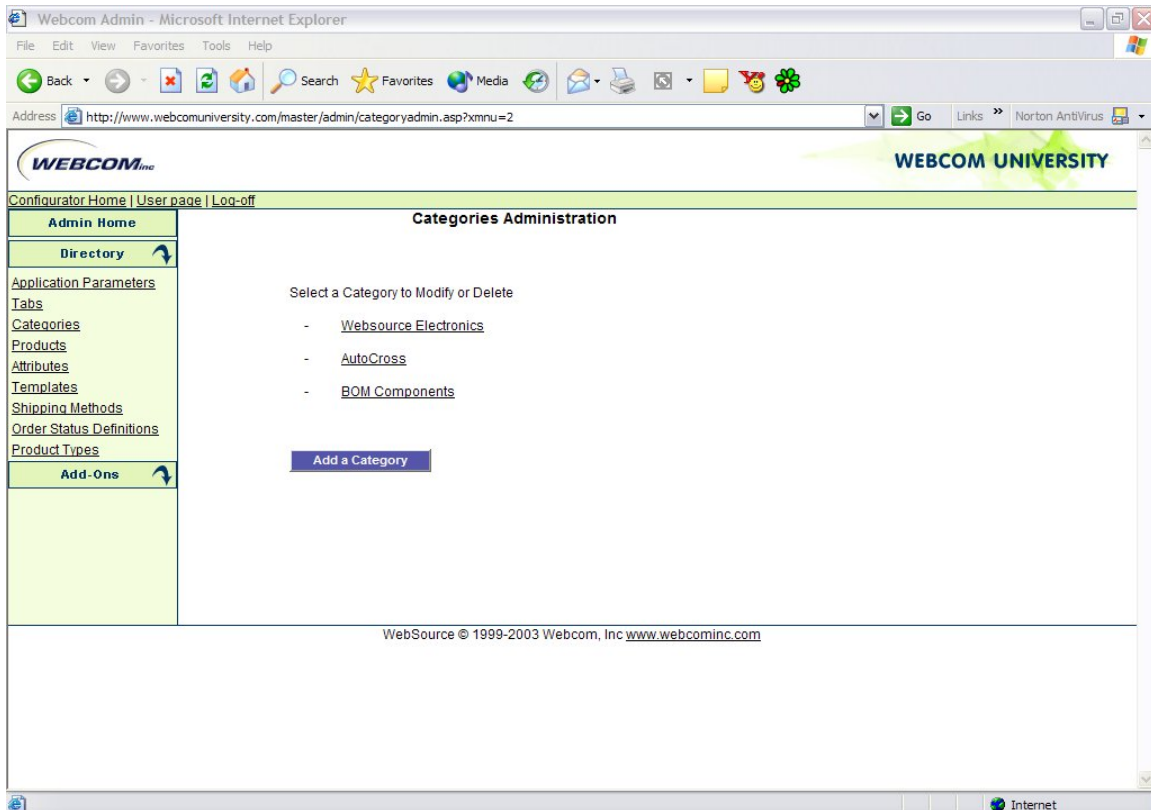 Webcom Admin - Microsoft Internet Explorer
File Edit View Favorites Tools Help
Back Search Favorites Media
Address http://www.webcomuniversity.com/master/admin/categoryadmin.asp?xmnu=2 Go Links » Norton AntiVirus
WEBCOM inc WEBCOM UNIVERSITY
Configurator Home | User page | Log-off
Admin Home
Categories Administration
Directory
Application Parameters
Tabs
Categories
Products
Attributes
Templates
Shipping Methods
Order Status Definitions
Product Types
Add-Ons
Select a Category to Modify or Delete
- Websource Electronics
- AutoCross
- BOM Components
Add a Category
WebSource © 1999-2003 Webcom, Inc www.webcominc.com
Internet